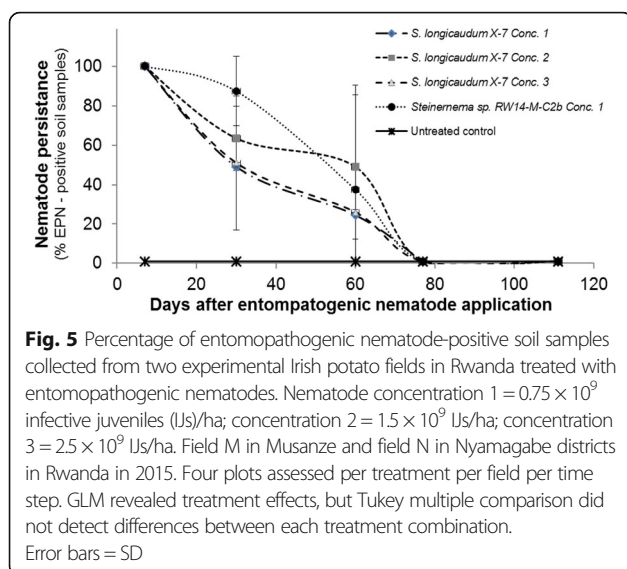 S. longicaudum X-7 Conc. 1
S. longicaudum X-7 Conc. 2
S. longicaudum X-7 Conc. 3
Steinernema sp. RW14-M-C2b Conc. 1
Untreated control
Nematode persistance
(% EPN - positive soil samples)
100
80
60
40
20
0
0 20 40 60 80 100 120
Days after entompatogenic nematode application
Fig. 5 Percentage of entomopathogenic nematode-positive soil samples
collected from two experimental Irish potato fields in Rwanda treated with
entomopathogenic nematodes. Nematode concentration 1 = 0.75 × 10⁹
infective juveniles (IJs)/ha; concentration 2 = 1.5 × 10⁹ IJs/ha; concentration
3 = 2.5 × 10⁹ IJs/ha. Field M in Musanze and field N in Nyamagabe districts
in Rwanda in 2015. Four plots assessed per treatment per field per time
step. GLM revealed treatment effects, but Tukey multiple comparison did
not detect differences between each treatment combination.
Error bars = SD